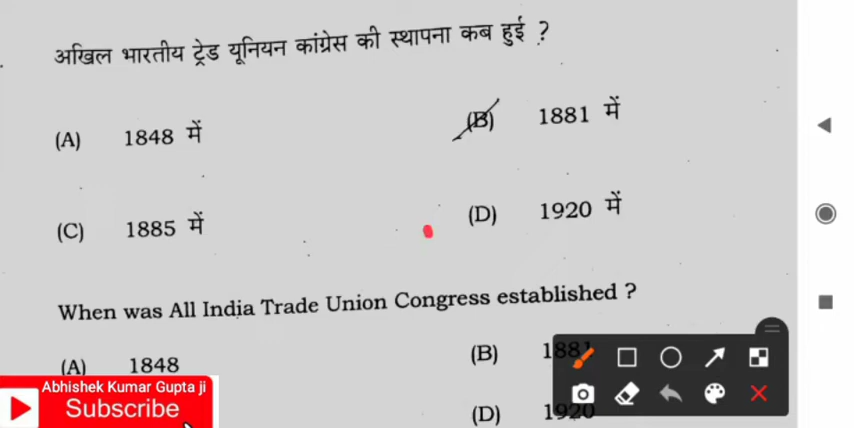 अखिल भारतीय ट्रेड यूनियन कांग्रेस की स्थापना कब हुई ?
(A) 1848 में (B) 1881 में
(C) 1885 में (D) 1920 में
When was All India Trade Union Congress established ?
(A) 1848 (B) 1881
Abhishek Kumar Gupta ji
Subscribe
(D) 1920